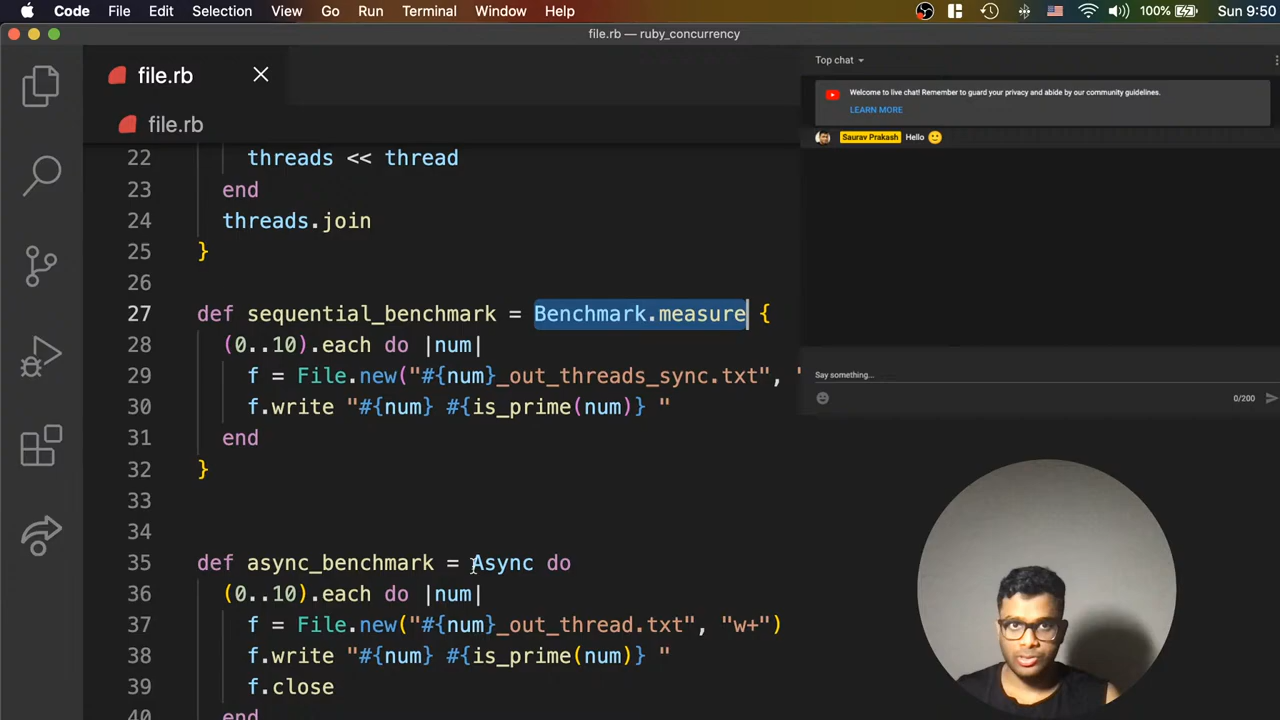 Code File Edit Selection View Go Run Terminal Window Help 100% Sun 9:50
file.rb — ruby_concurrency
file.rb
file.rb
Top chat
Welcome to live chat! Remember to guard your privacy and abide by our community guidelines.
LEARN MORE
Saurav Prakash Hello
Say something...
0/200
22 threads << thread
23 end
24 threads.join
25 }
26
27 def sequential_benchmark = Benchmark.measure {
28 (0..10).each do |num|
29 f = File.new("#{num}_out_threads_sync.txt", "
30 f.write "#{num} #{is_prime(num)} "
31 end
32 }
33
34
35 def async_benchmark = Async do
36 (0..10).each do |num|
37 f = File.new("#{num}_out_thread.txt", "w+")
38 f.write "#{num} #{is_prime(num)} "
39 f.close
40 end